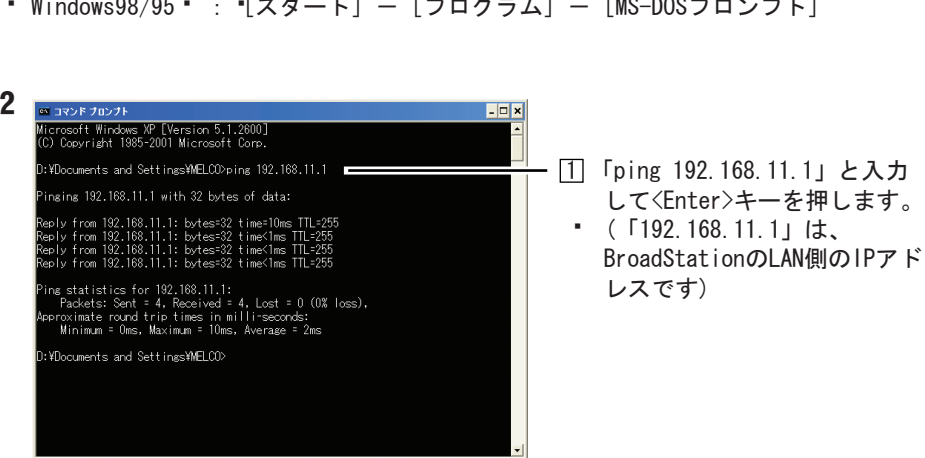 ・ Windows98/95・ : ・[スタート] － [プログラム] － [MS-DOSプロンプト]
2
コマンド プロンプト
Microsoft Windows XP [Version 5.1.2600]
(C) Copyright 1985-2001 Microsoft Corp.
D:¥Documents and Settings¥MELCO>ping 192.168.11.1
Pinging 192.168.11.1 with 32 bytes of data:
Reply from 192.168.11.1: bytes=32 time=10ms TTL=255
Reply from 192.168.11.1: bytes=32 time<1ms TTL=255
Reply from 192.168.11.1: bytes=32 time<1ms TTL=255
Reply from 192.168.11.1: bytes=32 time<1ms TTL=255
Ping statistics for 192.168.11.1:
Packets: Sent = 4, Received = 4, Lost = 0 (0% loss),
Approximate round trip times in milli-seconds:
Minimum = 0ms, Maximum = 10ms, Average = 2ms
D:¥Documents and Settings¥MELCO>
1 「ping 192.168.11.1」と入力
して<Enter>キーを押します。
・ (「192.168.11.1」は、
BroadStationのLAN側のIPアド
レスです)